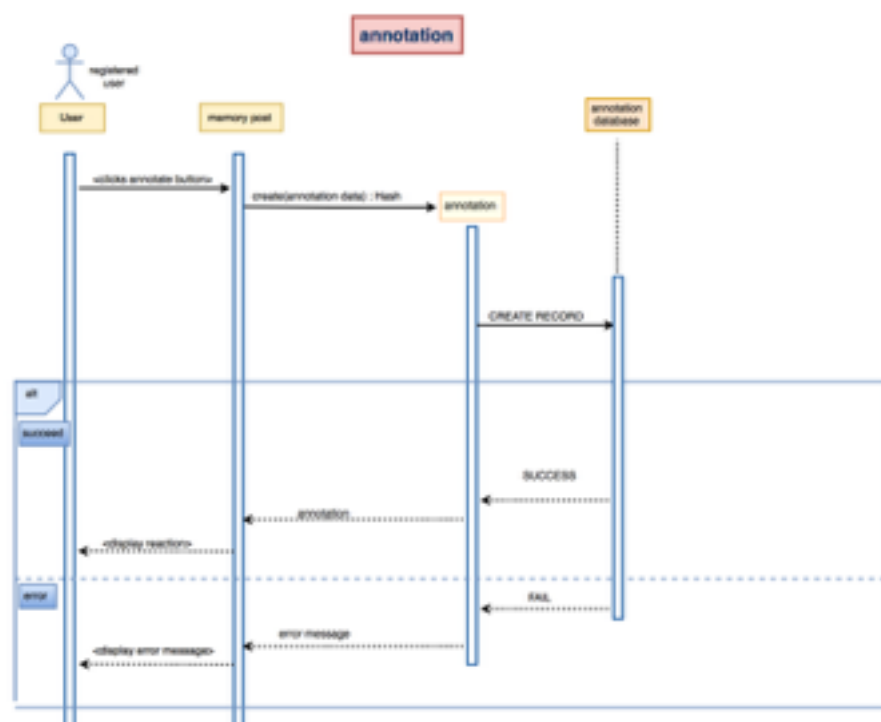 annotation
registered
user
User
memory post
annotation
database
<clicks annotate button>
create(annotation data) : Hash
annotation
CREATE RECORD
alt
succeed
SUCCESS
annotation
<display reaction>
error
FAIL
error message
<display error message>